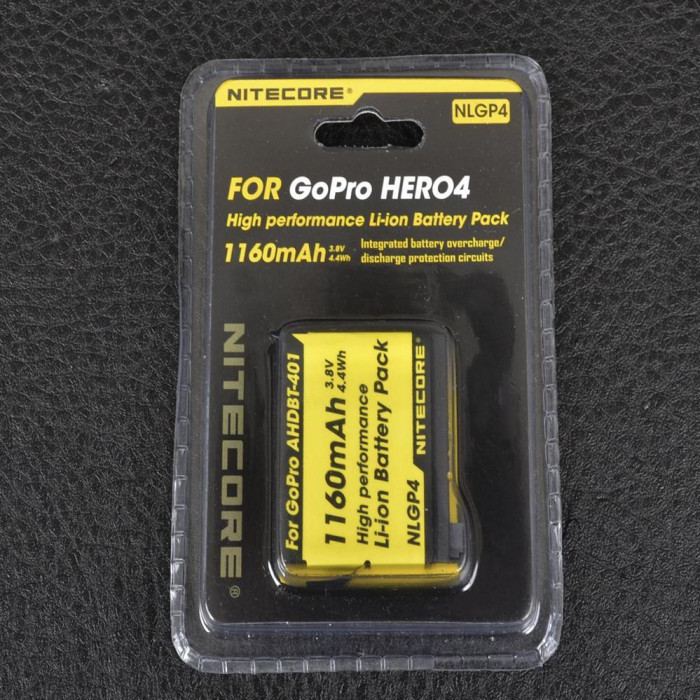 NITECORE®
NLGP4
FOR GoPro HERO4
High performance Li-ion Battery Pack
1160mAh 3.8V 4.4Wh
Integrated battery overcharge/
discharge protection circuits
NITECORE®
For GoPro AHDBT-401
1160mAh 3.8V 4.4Wh
High performance
Li-ion Battery Pack
NLGP4 NITECORE®